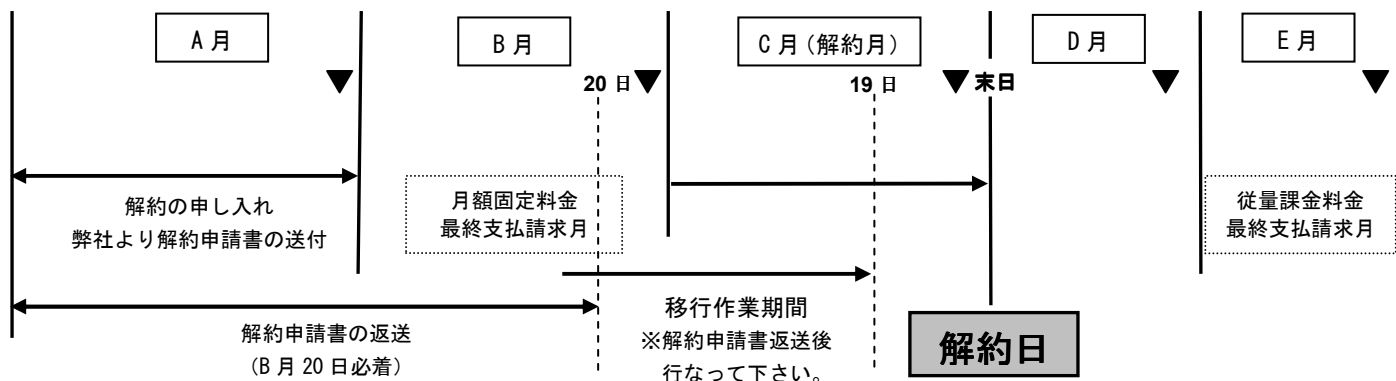 A月
B月
C月(解約月)
D月
E月
20日
19日
末日
解約の申し入れ
弊社より解約申請書の送付
月額固定料金
最終支払請求月
従量課金料金
最終支払請求月
解約申請書の返送
(B月20日必着)
移行作業期間
※解約申請書返送後
行なって下さい。
解約日